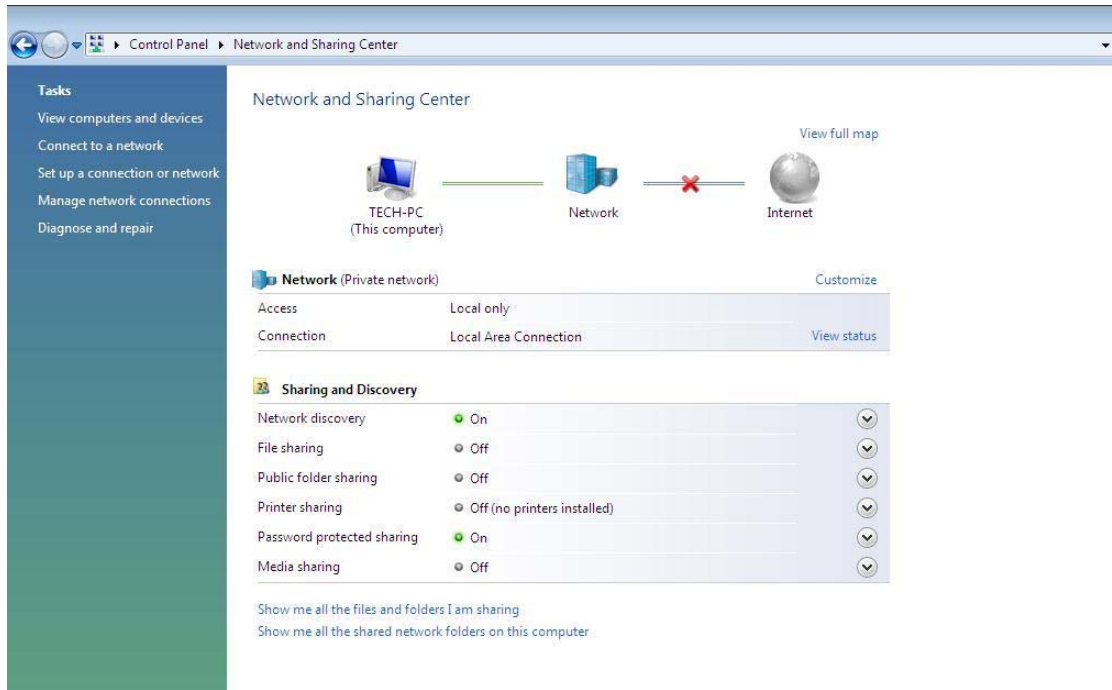 Control Panel Network and Sharing Center
Tasks
View computers and devices
Connect to a network
Set up a connection or network
Manage network connections
Diagnose and repair
Network and Sharing Center
View full map
TECH-PC
(This computer)
Network
Internet
Network (Private network) Customize
Access Local only
Connection Local Area Connection View status
Sharing and Discovery
Network discovery On
File sharing Off
Public folder sharing Off
Printer sharing Off (no printers installed)
Password protected sharing On
Media sharing Off
Show me all the files and folders I am sharing
Show me all the shared network folders on this computer